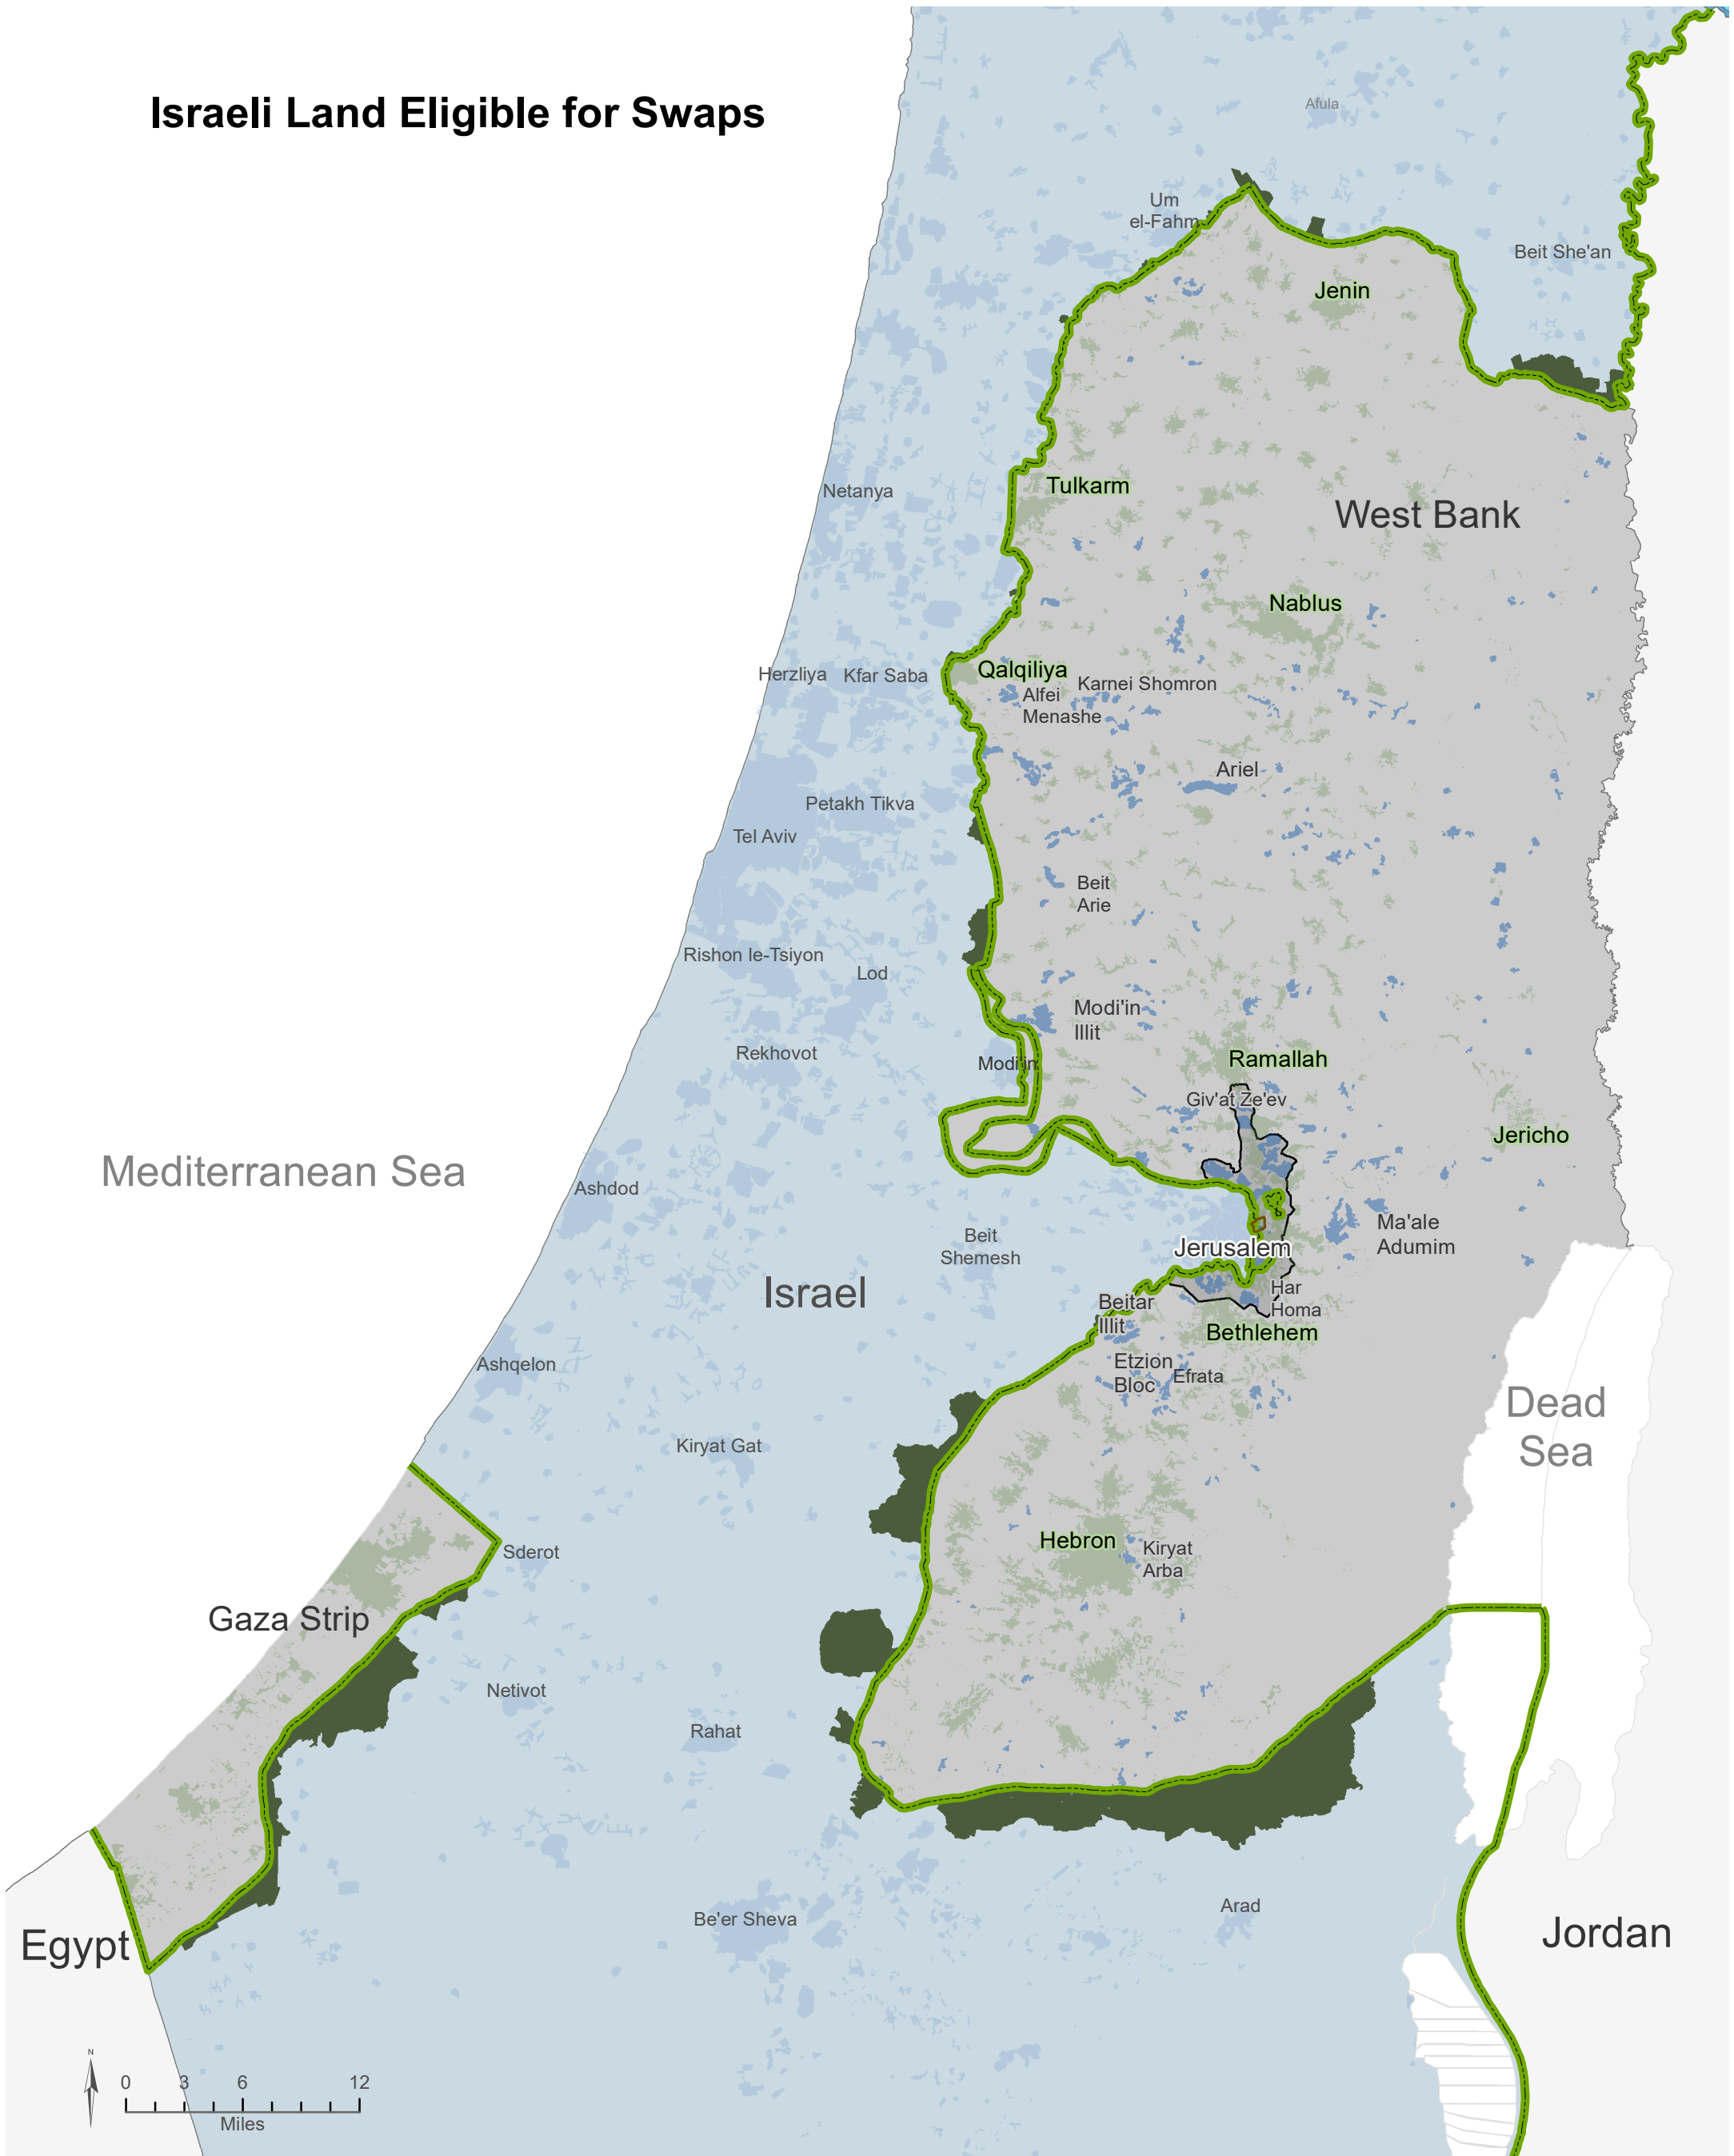 Israeli Land Eligible for Swaps
Afula
Um
el-Fahm
Beit She'an
Jenin
Tulkarm
Netanya
West Bank
Nablus
Herzliya
Kfar Saba
Qalqiliya
Karnei Shomron
Alfei
Menashe
Ariel
Petakh Tikva
Tel Aviv
Beit
Arie
Rishon le-Tsiyon
Lod
Modi'in
Illit
Rekhovot
Modi'in
Ramallah
Giv'at Ze'ev
Jericho
Mediterranean Sea
Ashdod
Ma'ale
Adumim
Beit
Shemesh
Jerusalem
Israel
Har
Homa
Beitar
Illit
Bethlehem
Ashqelon
Etzion
Bloc
Efrata
Dead
Sea
Kiryat Gat
Hebron
Kiryat
Arba
Sderot
Gaza Strip
Netivot
Rahat
Arad
Be'er Sheva
Egypt
Jordan
N
0 3 6 12
Miles